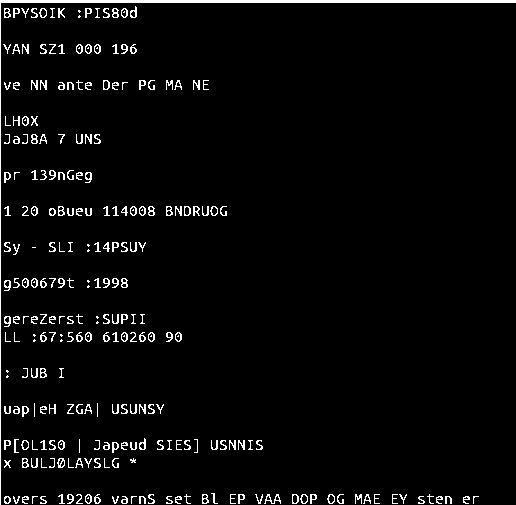 BPYSOIK :PIS80d
YAN SZ1 000 196
ve NN ante Der PG MA NE
LH0X
JaJ8A 7 UNS
pr 139nGeg
1 20 oBueu 114008 BNDRUOG
Sy - SLI :14PSUY
g500679t :1998
gereZerst :SUPII
LL :67:560 610260 90
: JUB I
uap|eH ZGA| USUNSY
P[OL1S0 | Japeud SIES] USNNIS
x BULJØLAYSLG *
overs 19206 varnS set Bl EP VAA DOP OG MAE EY sten er